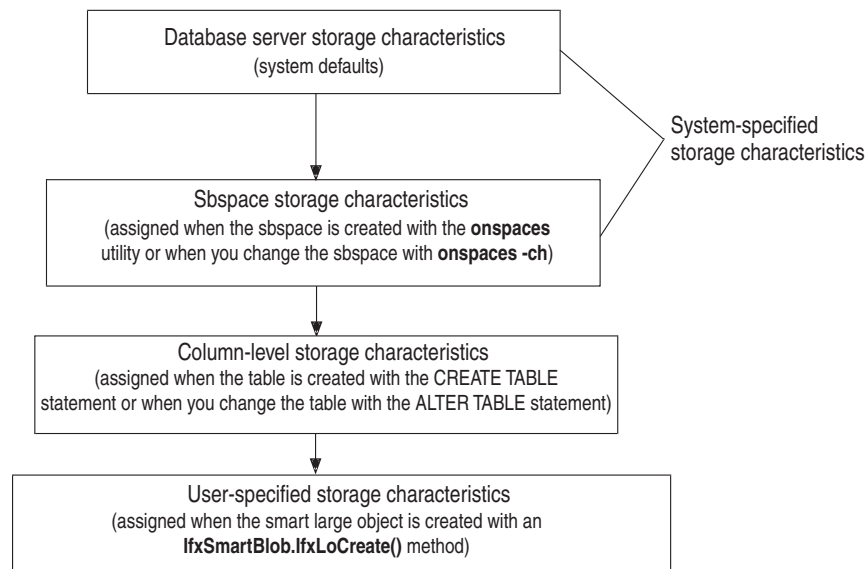 Database server storage characteristics
(system defaults)
System-specified
storage characteristics
Sbspace storage characteristics
(assigned when the sbspace is created with the onspaces
utility or when you change the sbspace with onspaces -ch)
Column-level storage characteristics
(assigned when the table is created with the CREATE TABLE
statement or when you change the table with the ALTER TABLE statement)
User-specified storage characteristics
(assigned when the smart large object is created with an
IfxSmartBlob.IfxLoCreate() method)